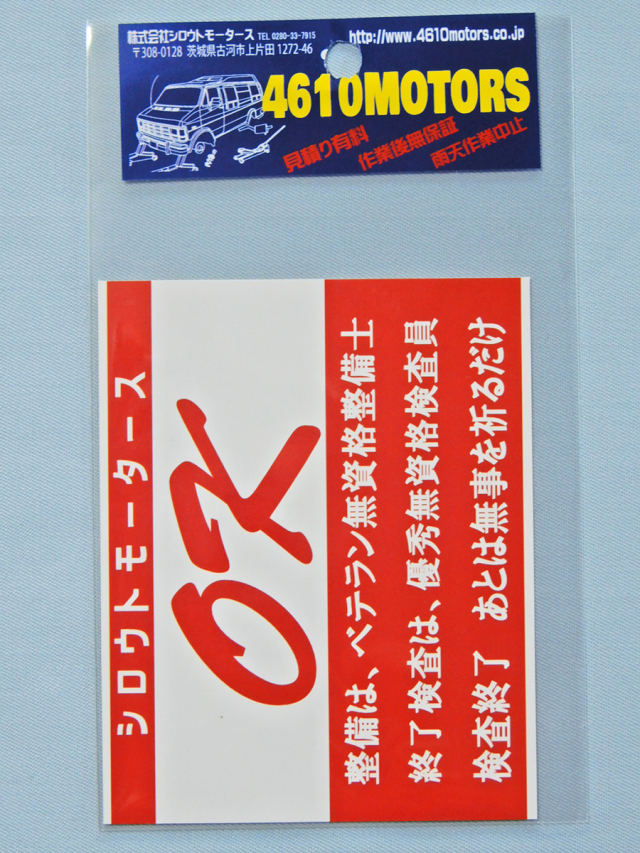 株式会社シロウトモータース TEL 0280-33-7915
〒308-0128 茨城県古河市上片田 1272-46
http://www.4610motors.co.jp
4610MOTORS
見積り有料 作業後無保証 雨天作業中止
シロウトモータース
OK
整備は、ベテラン無資格整備士
終了検査は、優秀無資格検査員
検査終了 あとは無事を祈るだけ